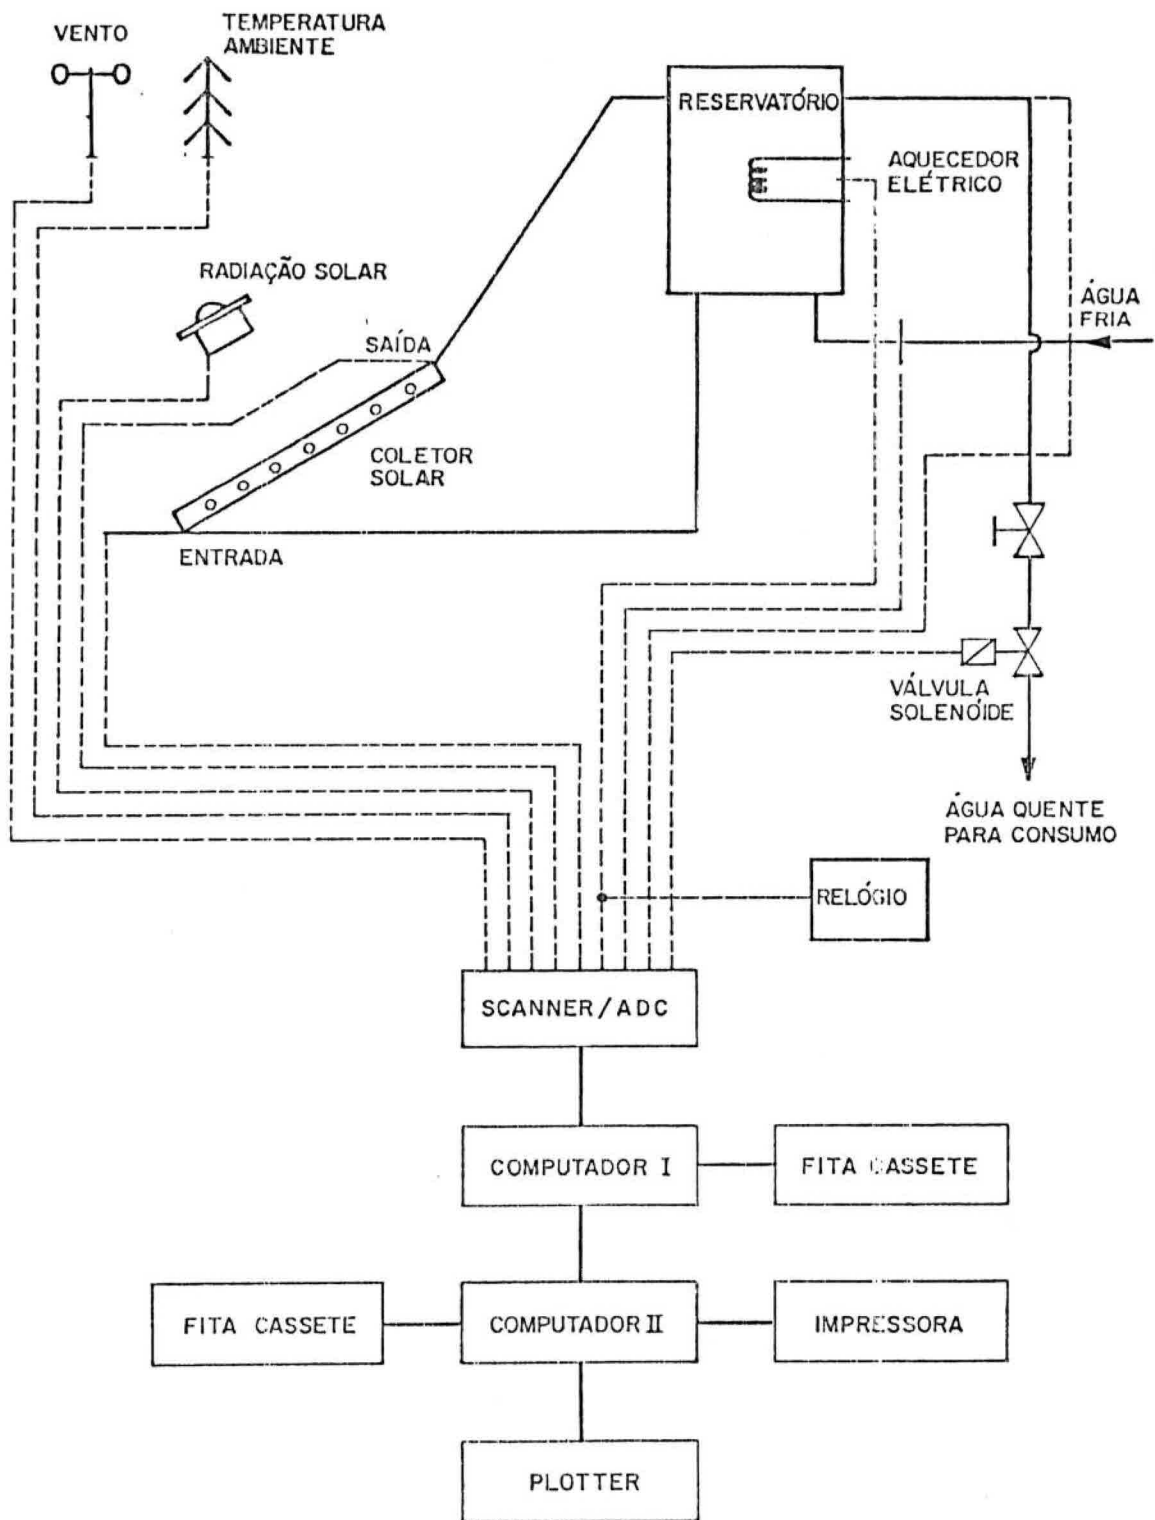 VENTO
TEMPERATURA
AMBIENTE
RESERVATÓRIO
AQUECEDOR
ELÉTRICO
RADIAÇÃO SOLAR
ÁGUA
FRIA
SAÍDA
COLETOR
SOLAR
ENTRADA
VÁLVULA
SOLENÓIDE
ÁGUA QUENTE
PARA CONSUMO
RELÓGIO
SCANNER/ADC
COMPUTADOR I
FITA CASSETE
FITA CASSETE
COMPUTADOR II
IMPRESSORA
PLOTTER